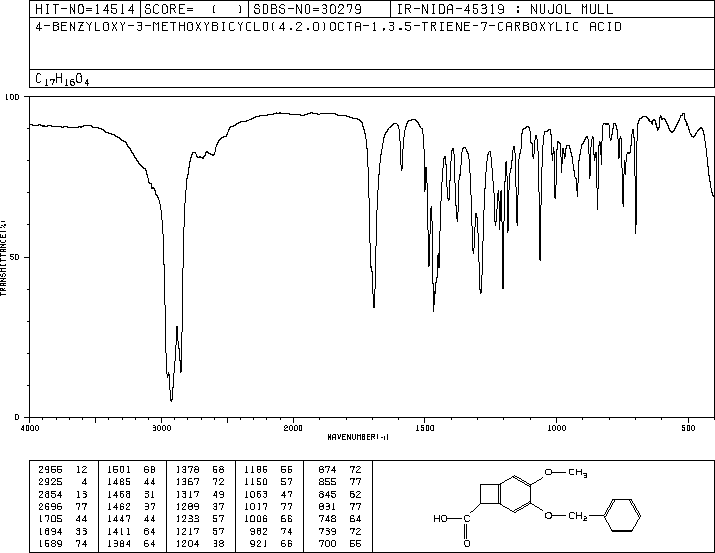 HIT-NO=14514 SCORE= ( ) SDBS-NO=30279 IR-NIDA-45319 : NUJOL MULL
4-BENZYLOXY-3-METHOXYBICYCLO(4.2.0)OCTA-1,3,5-TRIENE-7-CARBOXYLIC ACID
C17H16O4
100
50
0
TRANSMITTANCE(%)
4000 3000 2000 1500 1000 500
WAVENUMBER(-1)
2955 12 1501 68 1378 68 1186 55 874 72
2925 4 1485 44 1367 72 1150 57 855 77
2854 13 1468 31 1317 49 1063 47 845 62
2696 77 1462 37 1289 37 1017 77 831 77
1705 44 1447 44 1233 57 1006 66 748 64
1694 33 1411 64 1217 57 982 74 739 72
1589 74 1384 64 1204 38 921 66 700 55
O CH3
HO O CH2
O